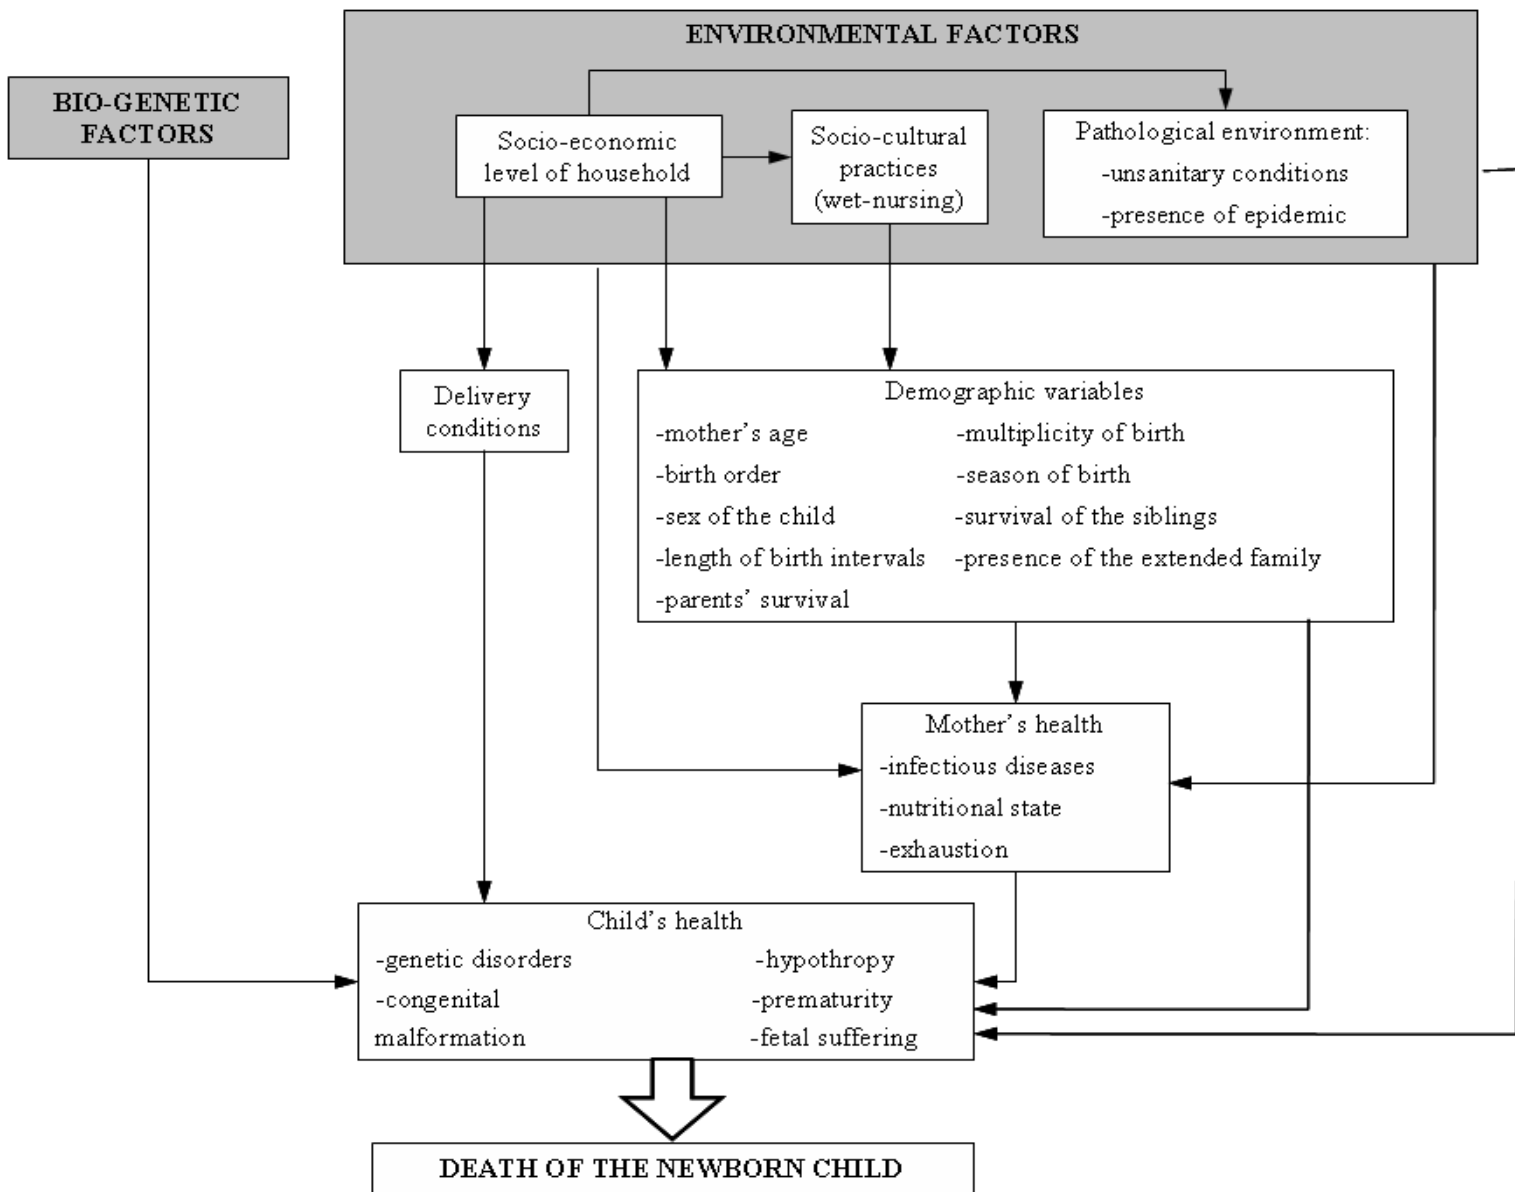 ENVIRONMENTAL FACTORS
BIO-GENETIC
FACTORS
Socio-economic
level of household
Socio-cultural
practices
(wet-nursing)
Pathological environment:
-unsanitary conditions
-presence of epidemic
Delivery
conditions
Demographic variables
-mother's age
-birth order
-sex of the child
-length of birth intervals
-parents' survival
-multiplicity of birth
-season of birth
-survival of the siblings
-presence of the extended family
Mother's health
-infectious diseases
-nutritional state
-exhaustion
Child's health
-genetic disorders
-congenital
malformation
-hypothropy
-prematurity
-fetal suffering
DEATH OF THE NEWBORN CHILD